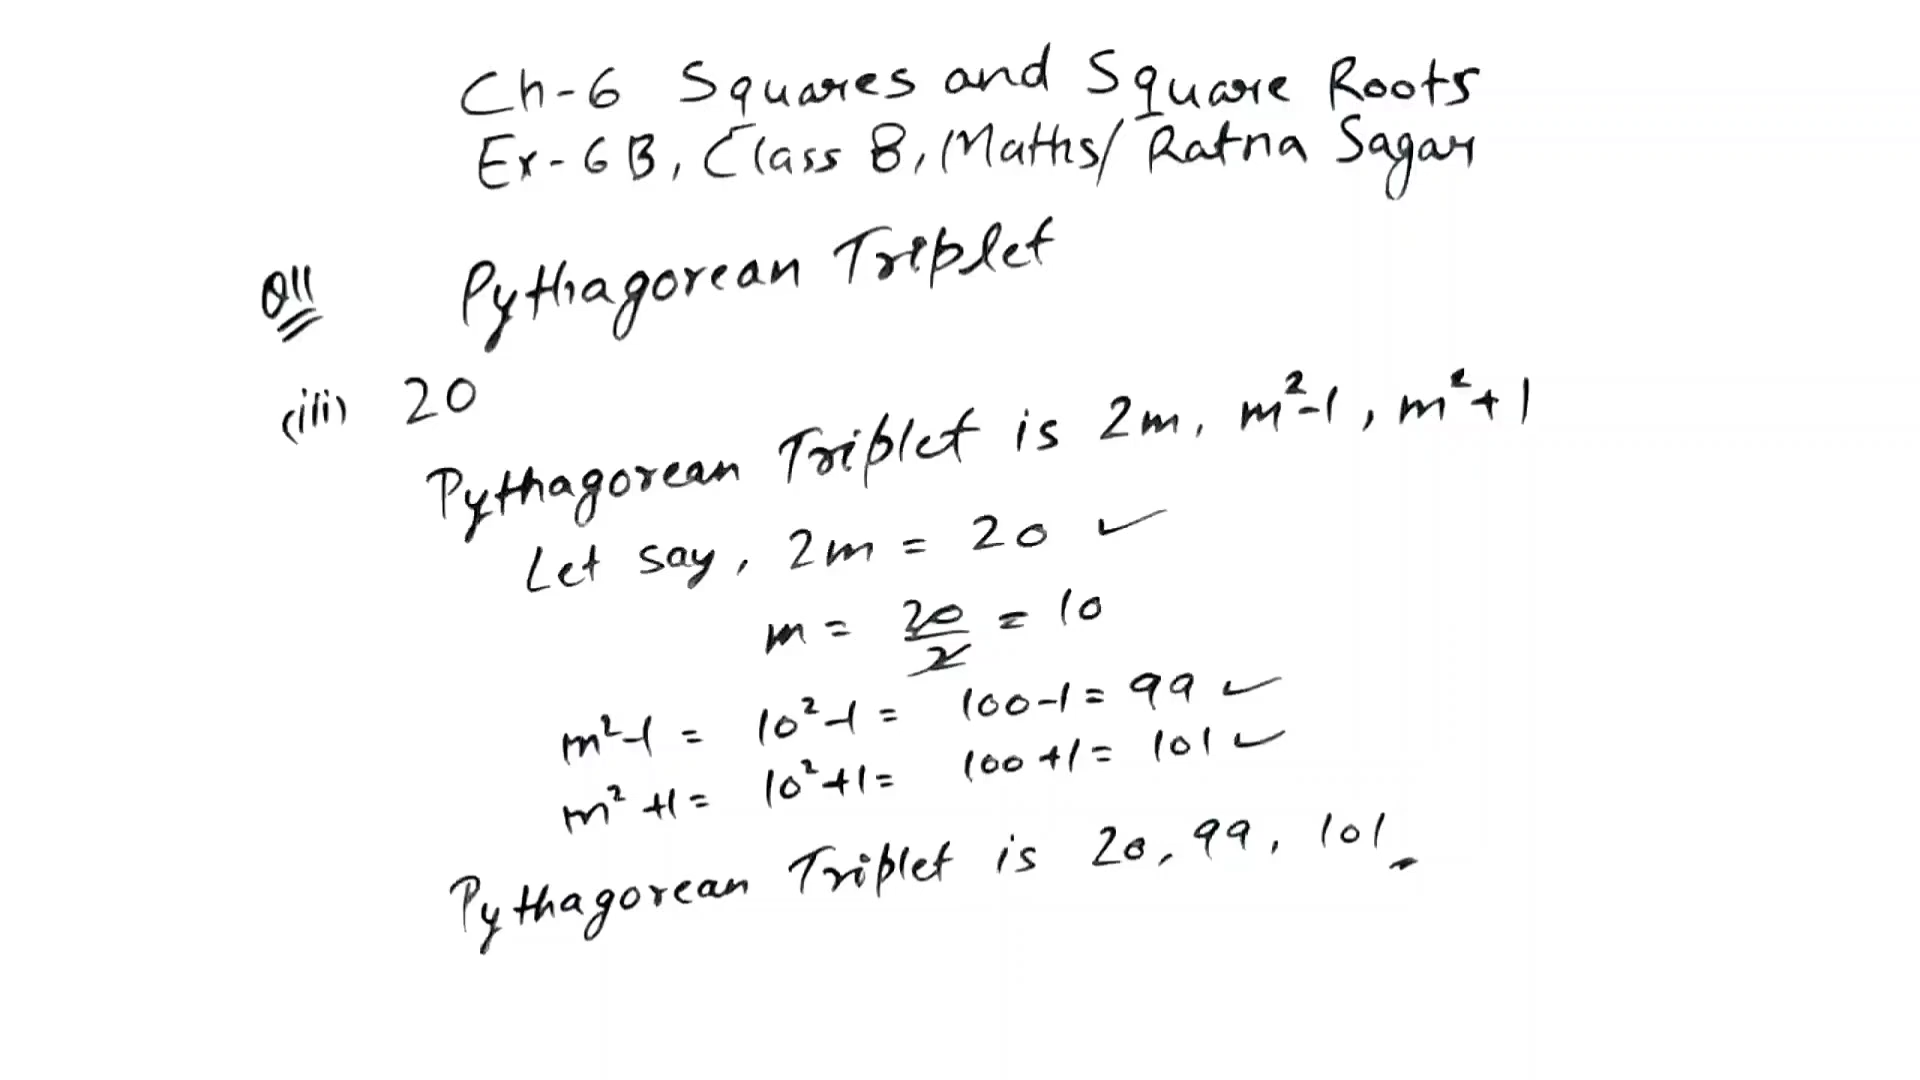 Ch-6 Squares and Square Roots
Ex-6B, Class 8, Maths/ Ratna Sagar
Q11 Pythagorean Triplet
(iii) 20
Pythagorean Triplet is 2m, m²-1, m²+1
Let say, 2m = 20 ✓
m = 20/2 = 10
m²-1 = 10²-1 = 100-1 = 99 ✓
m²+1 = 10²+1 = 100+1 = 101 ✓
Pythagorean Triplet is 20, 99, 101